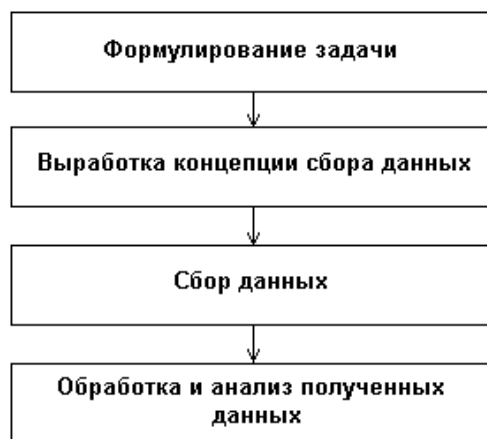 Формулирование задачи
Выработка концепции сбора данных
Сбор данных
Обработка и анализ полученных
данных